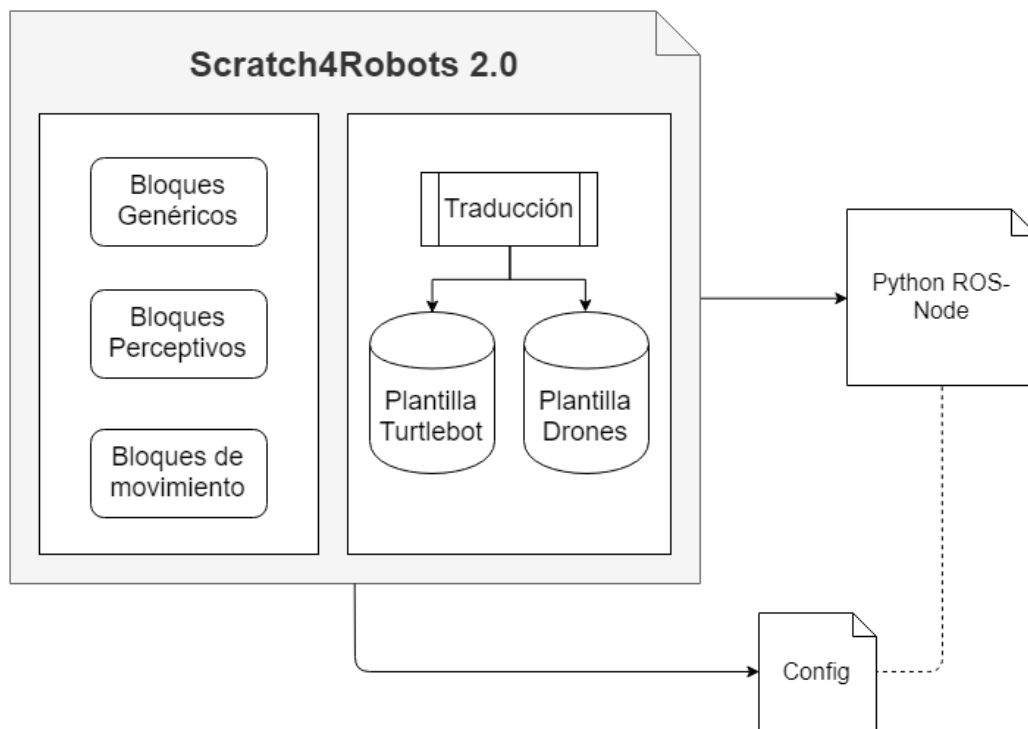 Scratch4Robots 2.0
Bloques
Genéricos
Bloques
Perceptivos
Bloques de
movimiento
Traducción
Plantilla
Turtlebot
Plantilla
Drones
Python ROS-
Node
Config